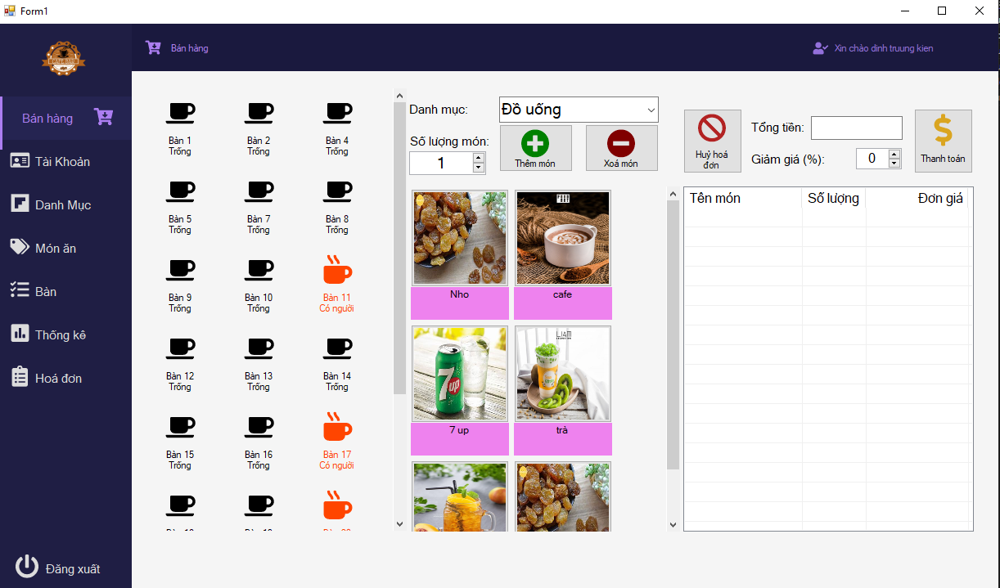 Form1
CAFE BAR
Bán hàng
Xin chào dinh truung kien
Bán hàng
Tài Khoản
Danh Mục
Món ăn
Bàn
Thống kê
Hoá đơn
Đăng xuất
Bàn 1
Trống
Bàn 2
Trống
Bàn 4
Trống
Bàn 5
Trống
Bàn 7
Trống
Bàn 8
Trống
Bàn 9
Trống
Bàn 10
Trống
Bàn 11
Có người
Bàn 12
Trống
Bàn 13
Trống
Bàn 14
Trống
Bàn 15
Trống
Bàn 16
Trống
Bàn 17
Có người
Danh mục:
Đồ uống
Số lượng món:
1
Thêm món
Xoá món
Nho
cafe
7up
7 up
trà
Huỷ hoá
đơn
Tổng tiền:
Giảm giá (%):
0
Thanh toán
Tên món
Số lượng
Đơn giá